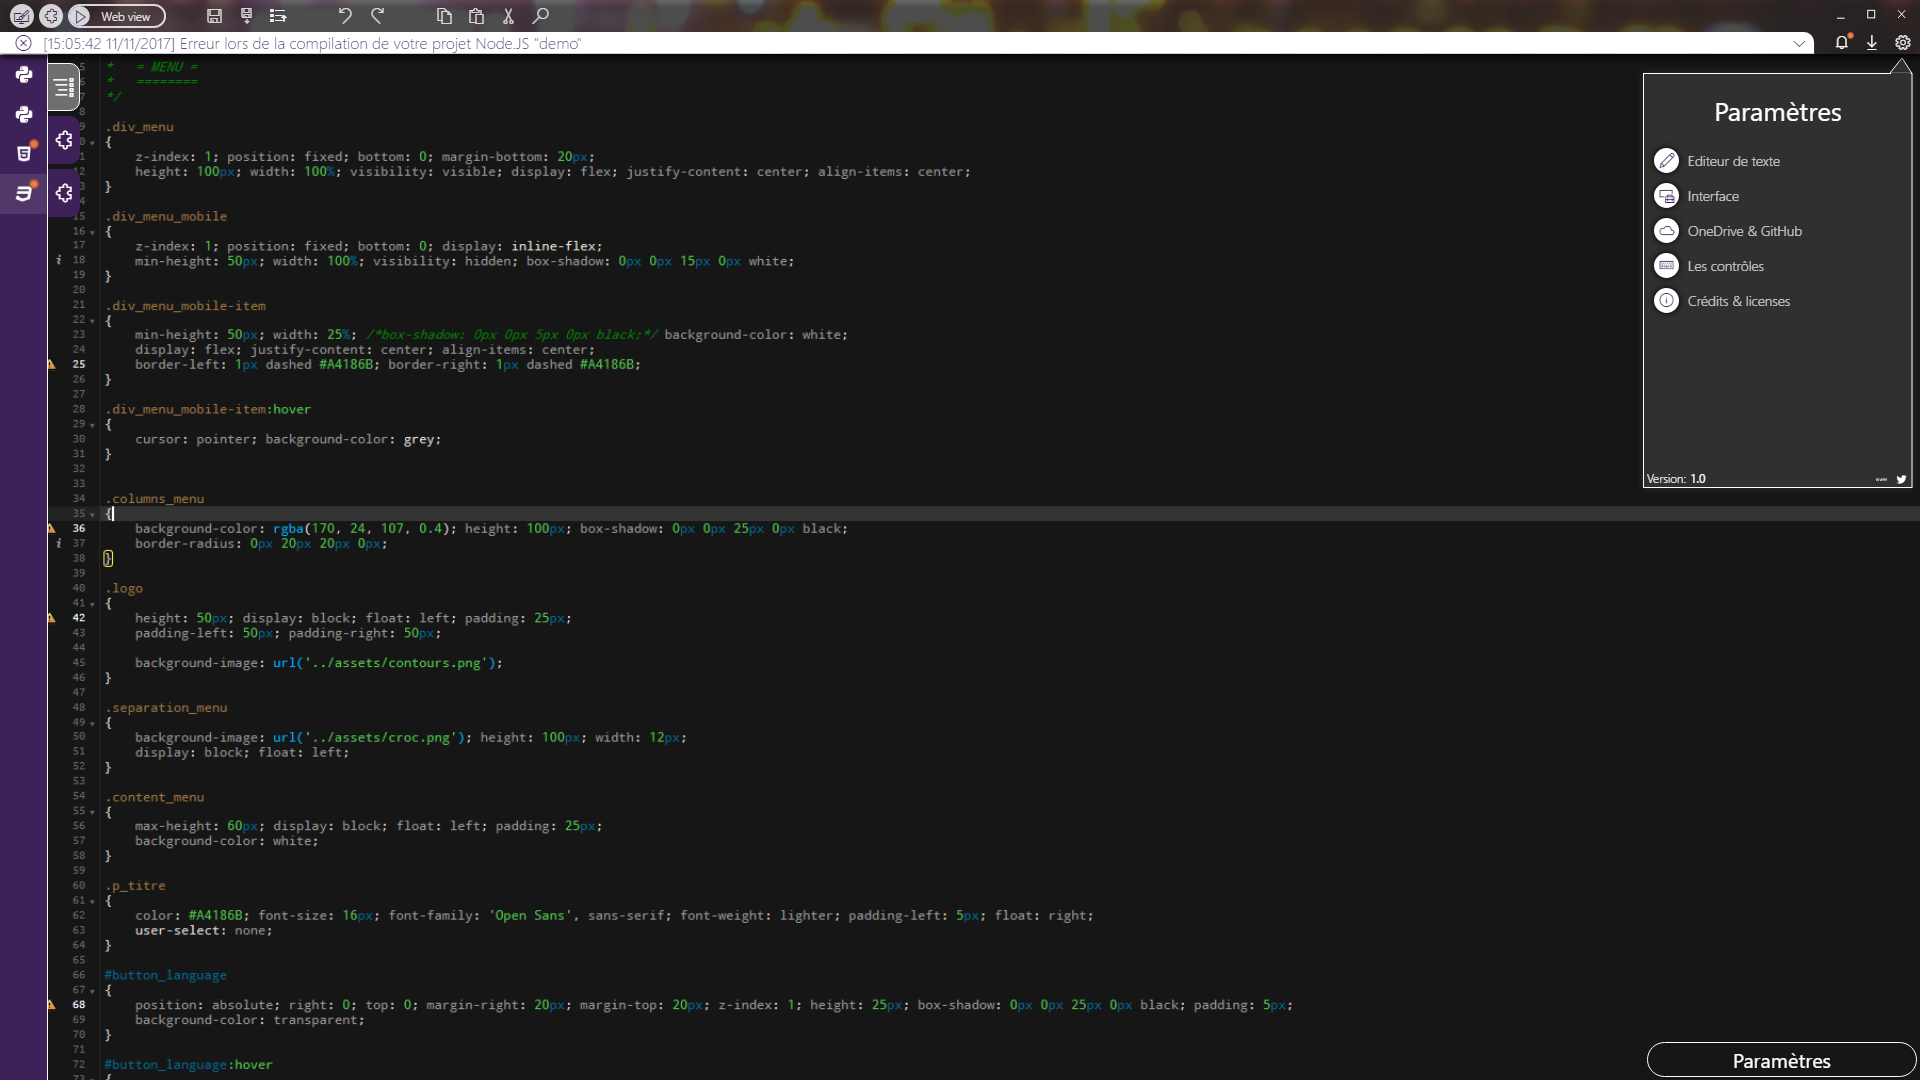 Web view
[15:05:42 11/11/2017] Erreur lors de la compilation de votre projet Node.JS "demo"
5 * = MENU =
6 * ========
7 */
8
9 .div_menu
10 {
11 z-index: 1; position: fixed; bottom: 0; margin-bottom: 20px;
12 height: 100px; width: 100%; visibility: visible; display: flex; justify-content: center; align-items: center;
13 }
14
15 .div_menu_mobile
16 {
17 z-index: 1; position: fixed; bottom: 0; display: inline-flex;
18 min-height: 50px; width: 100%; visibility: hidden; box-shadow: 0px 0px 15px 0px white;
19 }
20
21 .div_menu_mobile-item
22 {
23 min-height: 50px; width: 25%; /*box-shadow: 0px 0px 5px 0px black;*/ background-color: white;
24 display: flex; justify-content: center; align-items: center;
25 border-left: 1px dashed #A4186B; border-right: 1px dashed #A4186B;
26 }
27
28 .div_menu_mobile-item:hover
29 {
30 cursor: pointer; background-color: grey;
31 }
32
33
34 .columns_menu
35 {
36 background-color: rgba(170, 24, 107, 0.4); height: 100px; box-shadow: 0px 0px 25px 0px black;
37 border-radius: 0px 20px 20px 0px;
38 }
39
40 .logo
41 {
42 height: 50px; display: block; float: left; padding: 25px;
43 padding-left: 50px; padding-right: 50px;
44
45 background-image: url('../assets/contours.png');
46 }
47
48 .separation_menu
49 {
50 background-image: url('../assets/croc.png'); height: 100px; width: 12px;
51 display: block; float: left;
52 }
53
54 .content_menu
55 {
56 max-height: 60px; display: block; float: left; padding: 25px;
57 background-color: white;
58 }
59
60 .p_titre
61 {
62 color: #A4186B; font-size: 16px; font-family: 'Open Sans', sans-serif; font-weight: lighter; padding-left: 5px; float: right;
63 user-select: none;
64 }
65
66 #button_language
67 {
68 position: absolute; right: 0; top: 0; margin-right: 20px; margin-top: 20px; z-index: 1; height: 25px; box-shadow: 0px 0px 25px 0px black; padding: 5px;
69 background-color: transparent;
70 }
71
72 #button_language:hover
73 {
Paramètres
Editeur de texte
Interface
OneDrive & GitHub
Les contrôles
Crédits & licenses
Version: 1.0
Paramètres